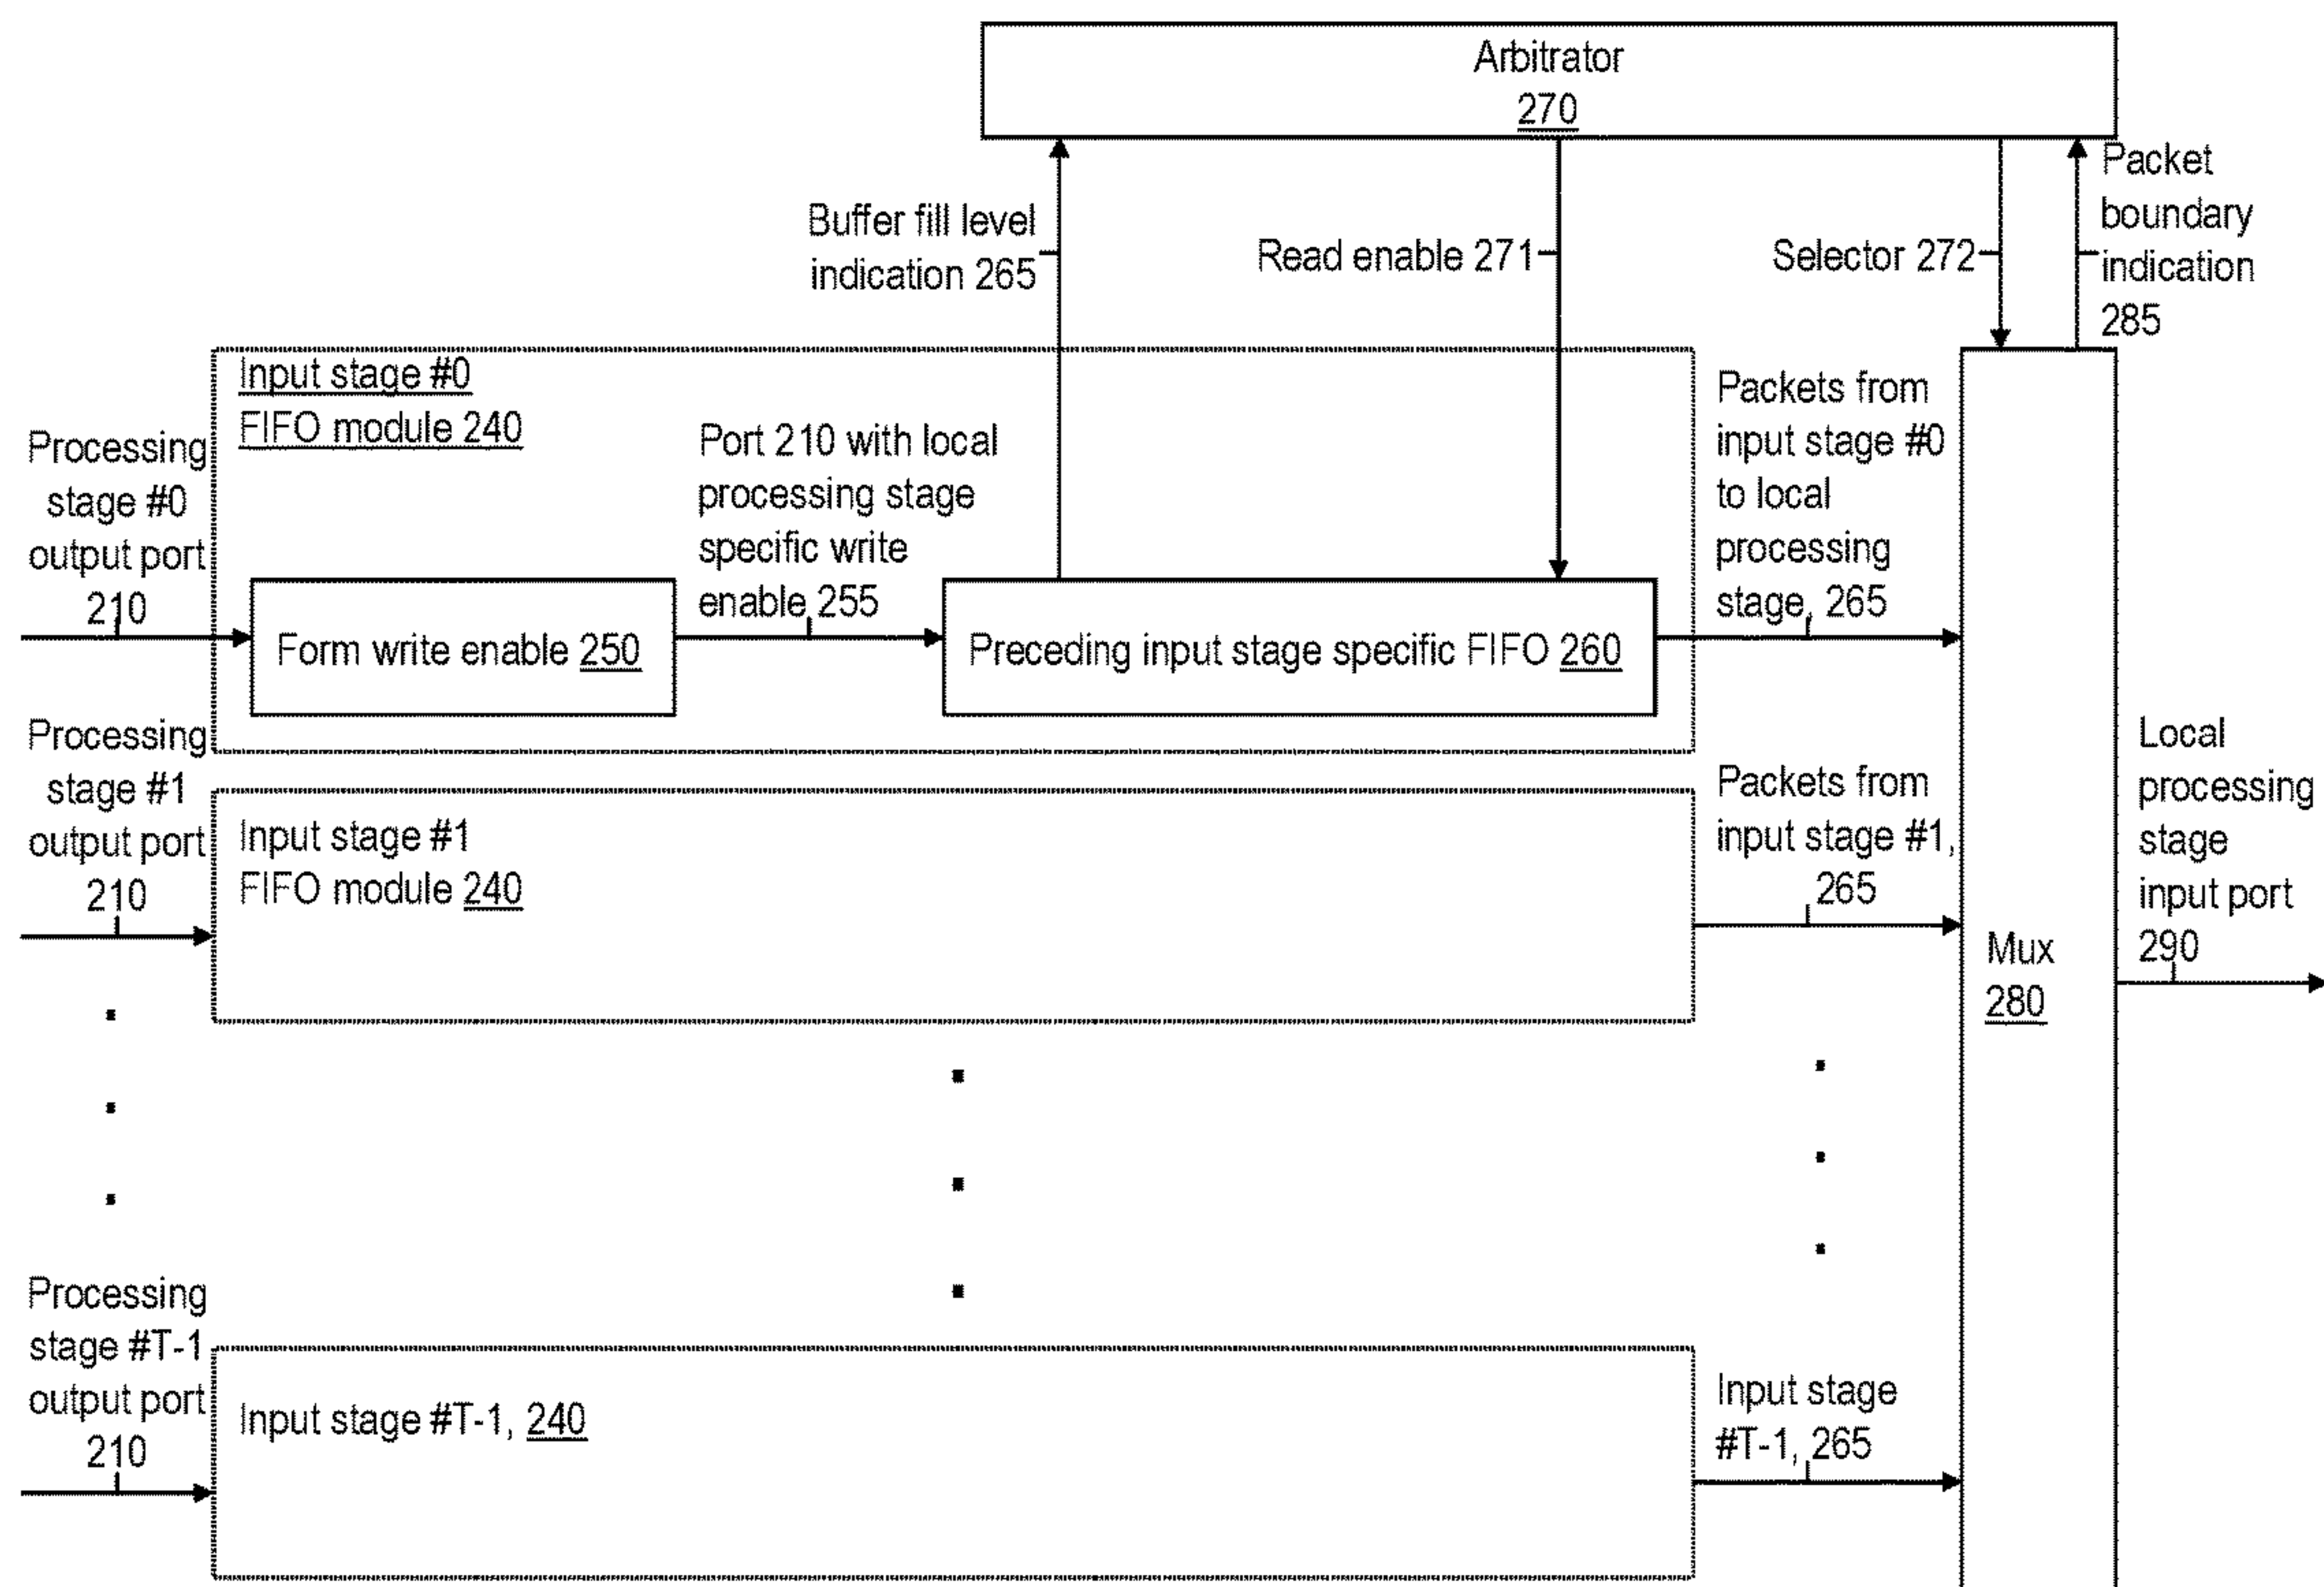 Arbitrator
270
Buffer fill level
indication 265
Read enable 271
Selector 272
Packet
boundary
indication
285
Input stage #0
FIFO module 240
Processing
stage #0
output port
210
Port 210 with local
processing stage
specific write
enable 255
Packets from
input stage #0
to local
processing
stage, 265
Form write enable 250
Preceding input stage specific FIFO 260
Processing
stage #1
output port
210
Input stage #1
FIFO module 240
Packets from
input stage #1,
265
Mux
280
Local
processing
stage
input port
290
Processing
stage #T-1
output port
210
Input stage #T-1, 240
Input stage
#T-1, 265